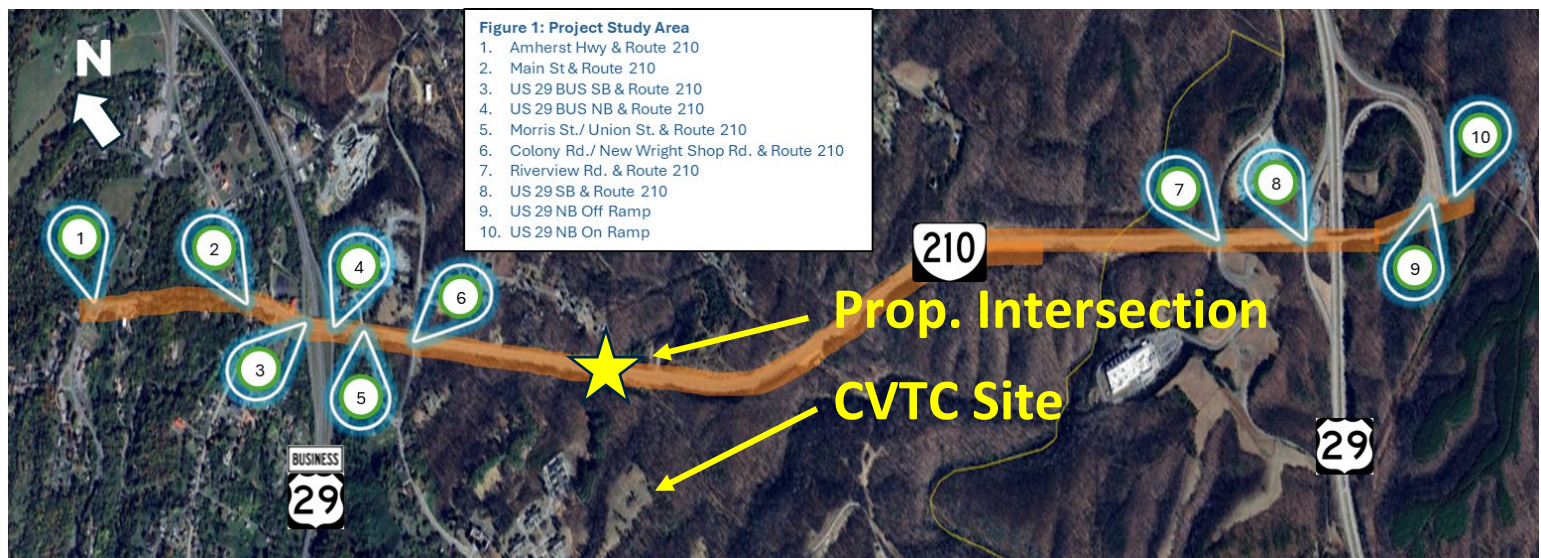 Figure 1: Project Study Area
1. Amherst Hwy & Route 210
2. Main St & Route 210
3. US 29 BUS SB & Route 210
4. US 29 BUS NB & Route 210
5. Morris St./ Union St. & Route 210
6. Colony Rd./ New Wright Shop Rd. & Route 210
7. Riverview Rd. & Route 210
8. US 29 SB & Route 210
9. US 29 NB Off Ramp
10. US 29 NB On Ramp
N
1
2
3
4
5
6
7
8
9
10
210
Prop. Intersection
CVTC Site
BUSINESS
29
29